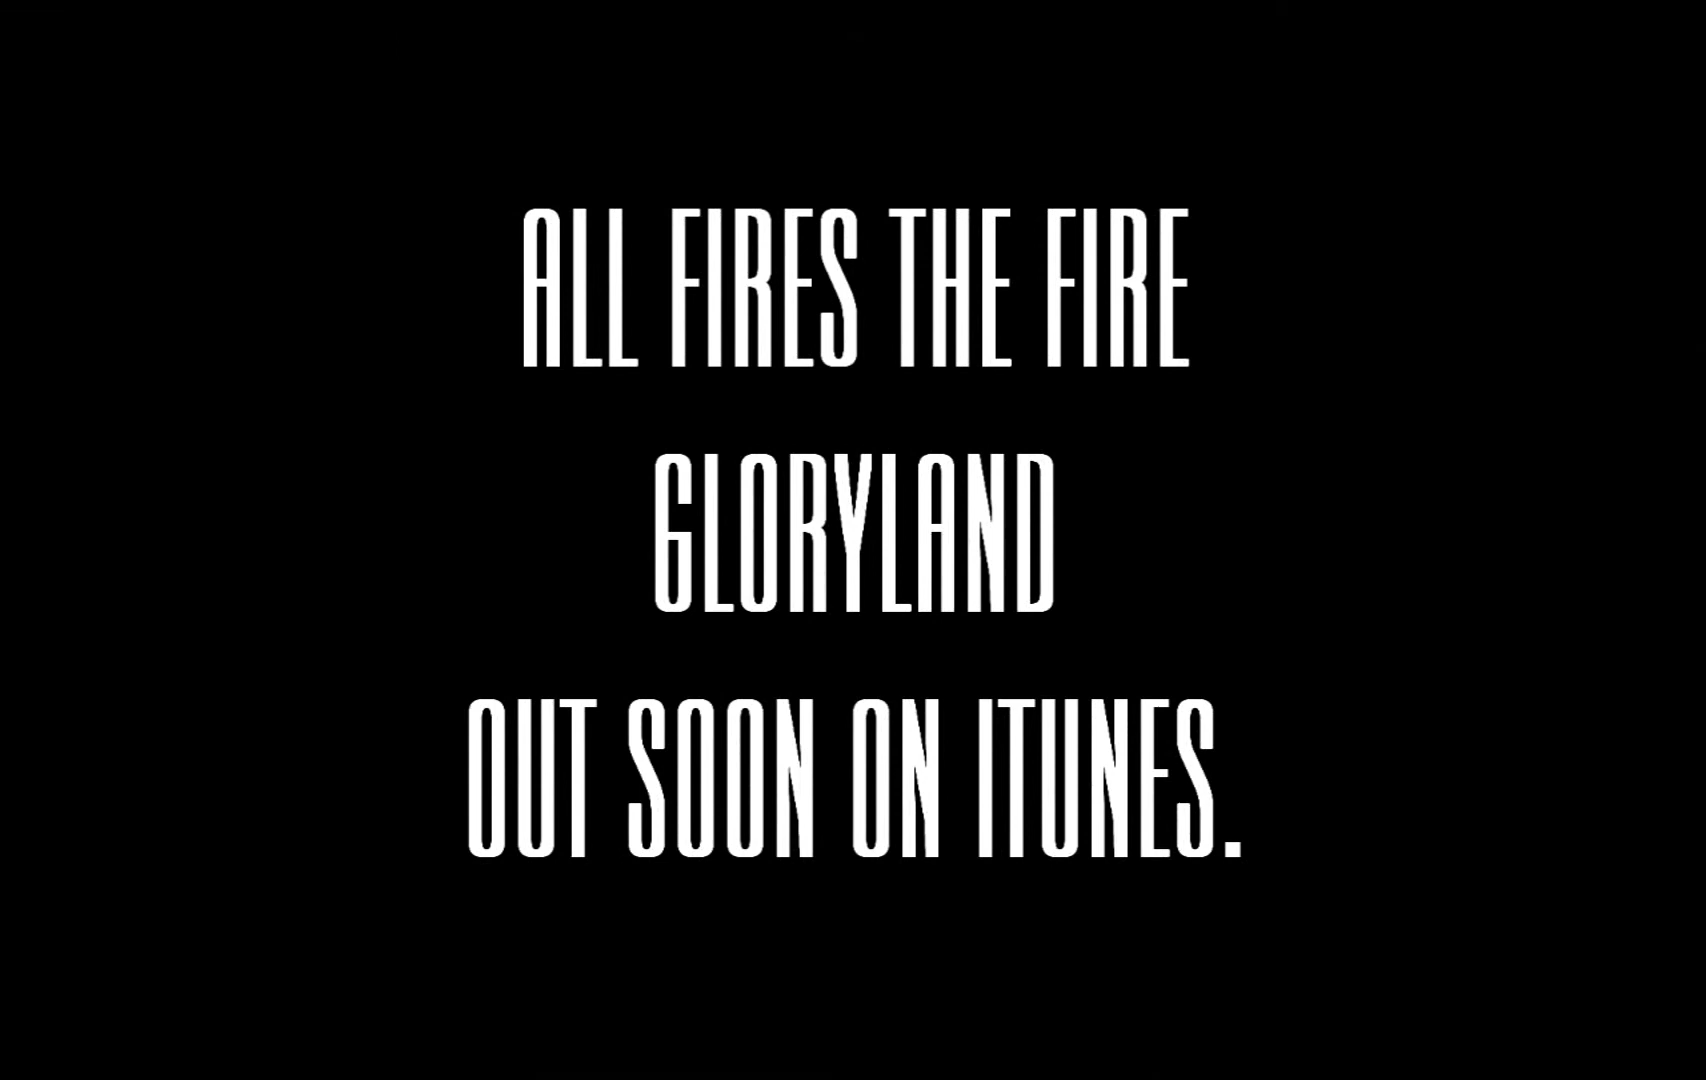 ALL FIRES THE FIRE
GLORYLAND
OUT SOON ON ITUNES.